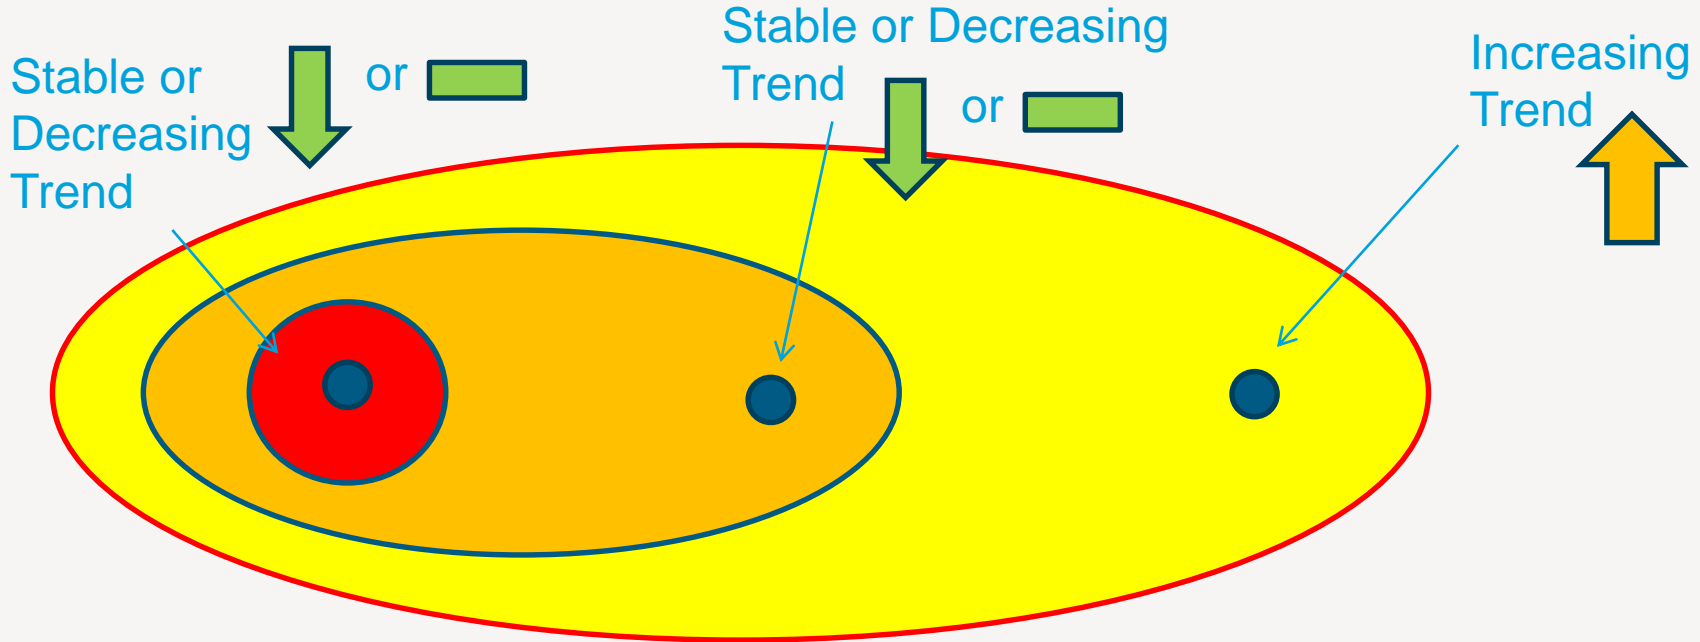 Stable or
Decreasing
Trend
or
Stable or Decreasing
Trend
or
Increasing
Trend